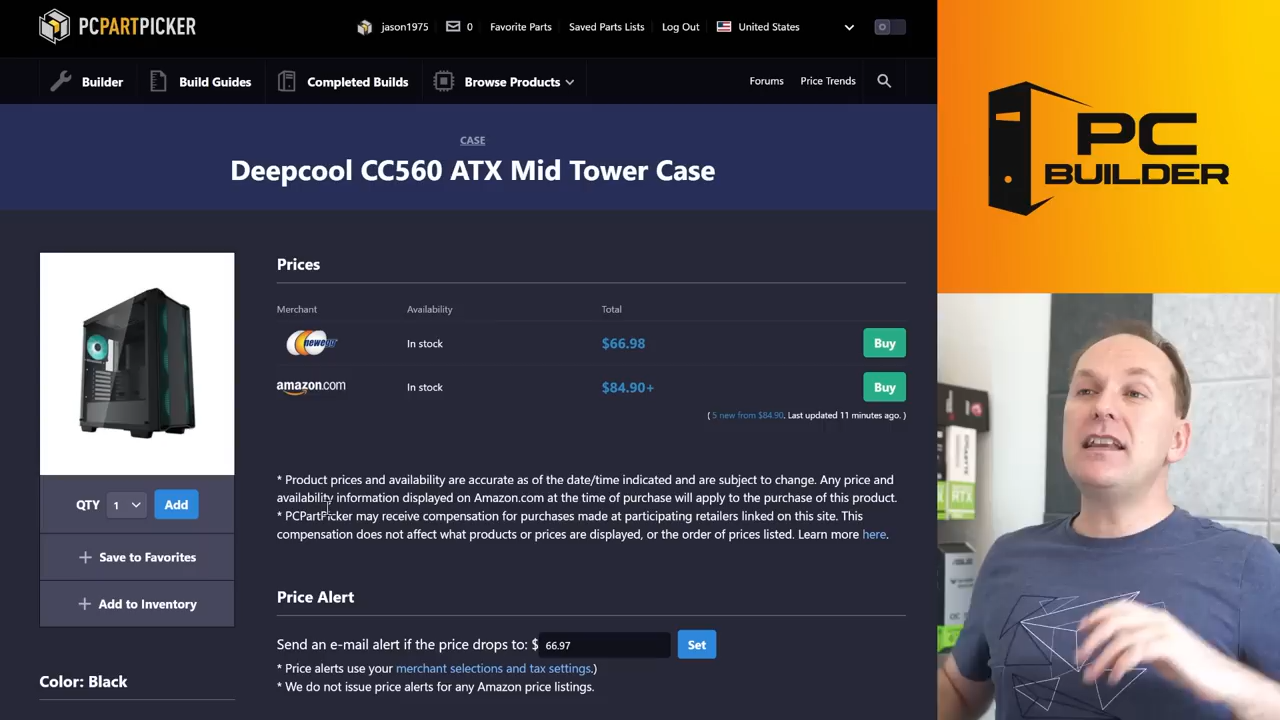 PCPARTPICKER
jason1975
0
Favorite Parts
Saved Parts Lists
Log Out
United States
Builder
Build Guides
Completed Builds
Browse Products
Forums
Price Trends
CASE
Deepcool CC560 ATX Mid Tower Case
Prices
Merchant Availability Total
newegg In stock $66.98 Buy
amazon.com In stock $84.90+ Buy
( 5 new from $84.90. Last updated 11 minutes ago. )
* Product prices and availability are accurate as of the date/time indicated and are subject to change. Any price and
availability information displayed on Amazon.com at the time of purchase will apply to the purchase of this product.
* PCPartPicker may receive compensation for purchases made at participating retailers linked on this site. This
compensation does not affect what products or prices are displayed, or the order of prices listed. Learn more here.
QTY 1 Add
Save to Favorites
Add to Inventory
Price Alert
Send an e-mail alert if the price drops to: $ 66.97 Set
* Price alerts use your merchant selections and tax settings.)
* We do not issue price alerts for any Amazon price listings.
Color: Black
PC
BUILDER
GIGABYTE
RTX